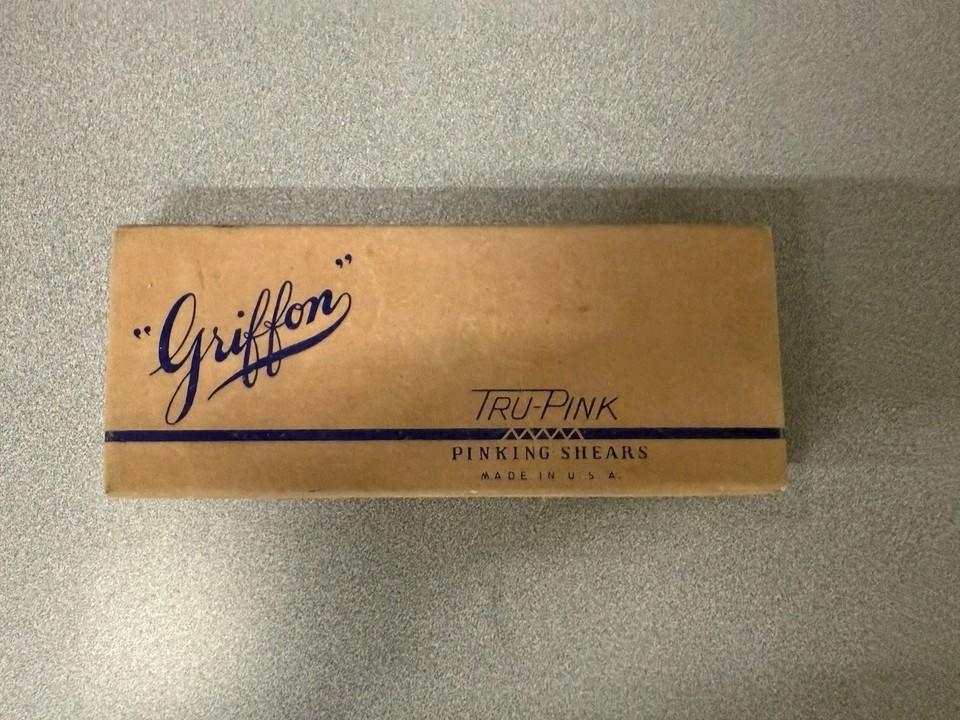 "Griffon"
TRU-PINK
PINKING SHEARS
MADE IN U.S.A.